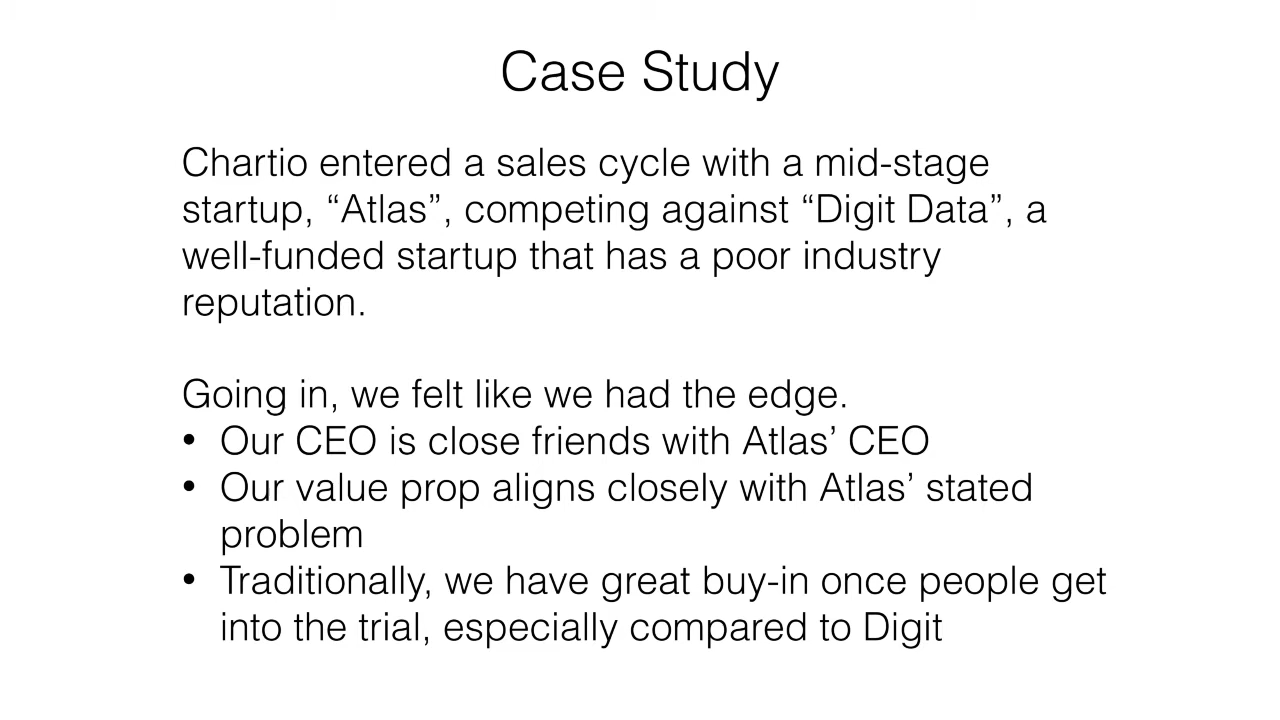 Case Study
Chartio entered a sales cycle with a mid-stage
startup, “Atlas”, competing against “Digit Data”, a
well-funded startup that has a poor industry
reputation.
Going in, we felt like we had the edge.
• Our CEO is close friends with Atlas’ CEO
• Our value prop aligns closely with Atlas’ stated
problem
• Traditionally, we have great buy-in once people get
into the trial, especially compared to Digit